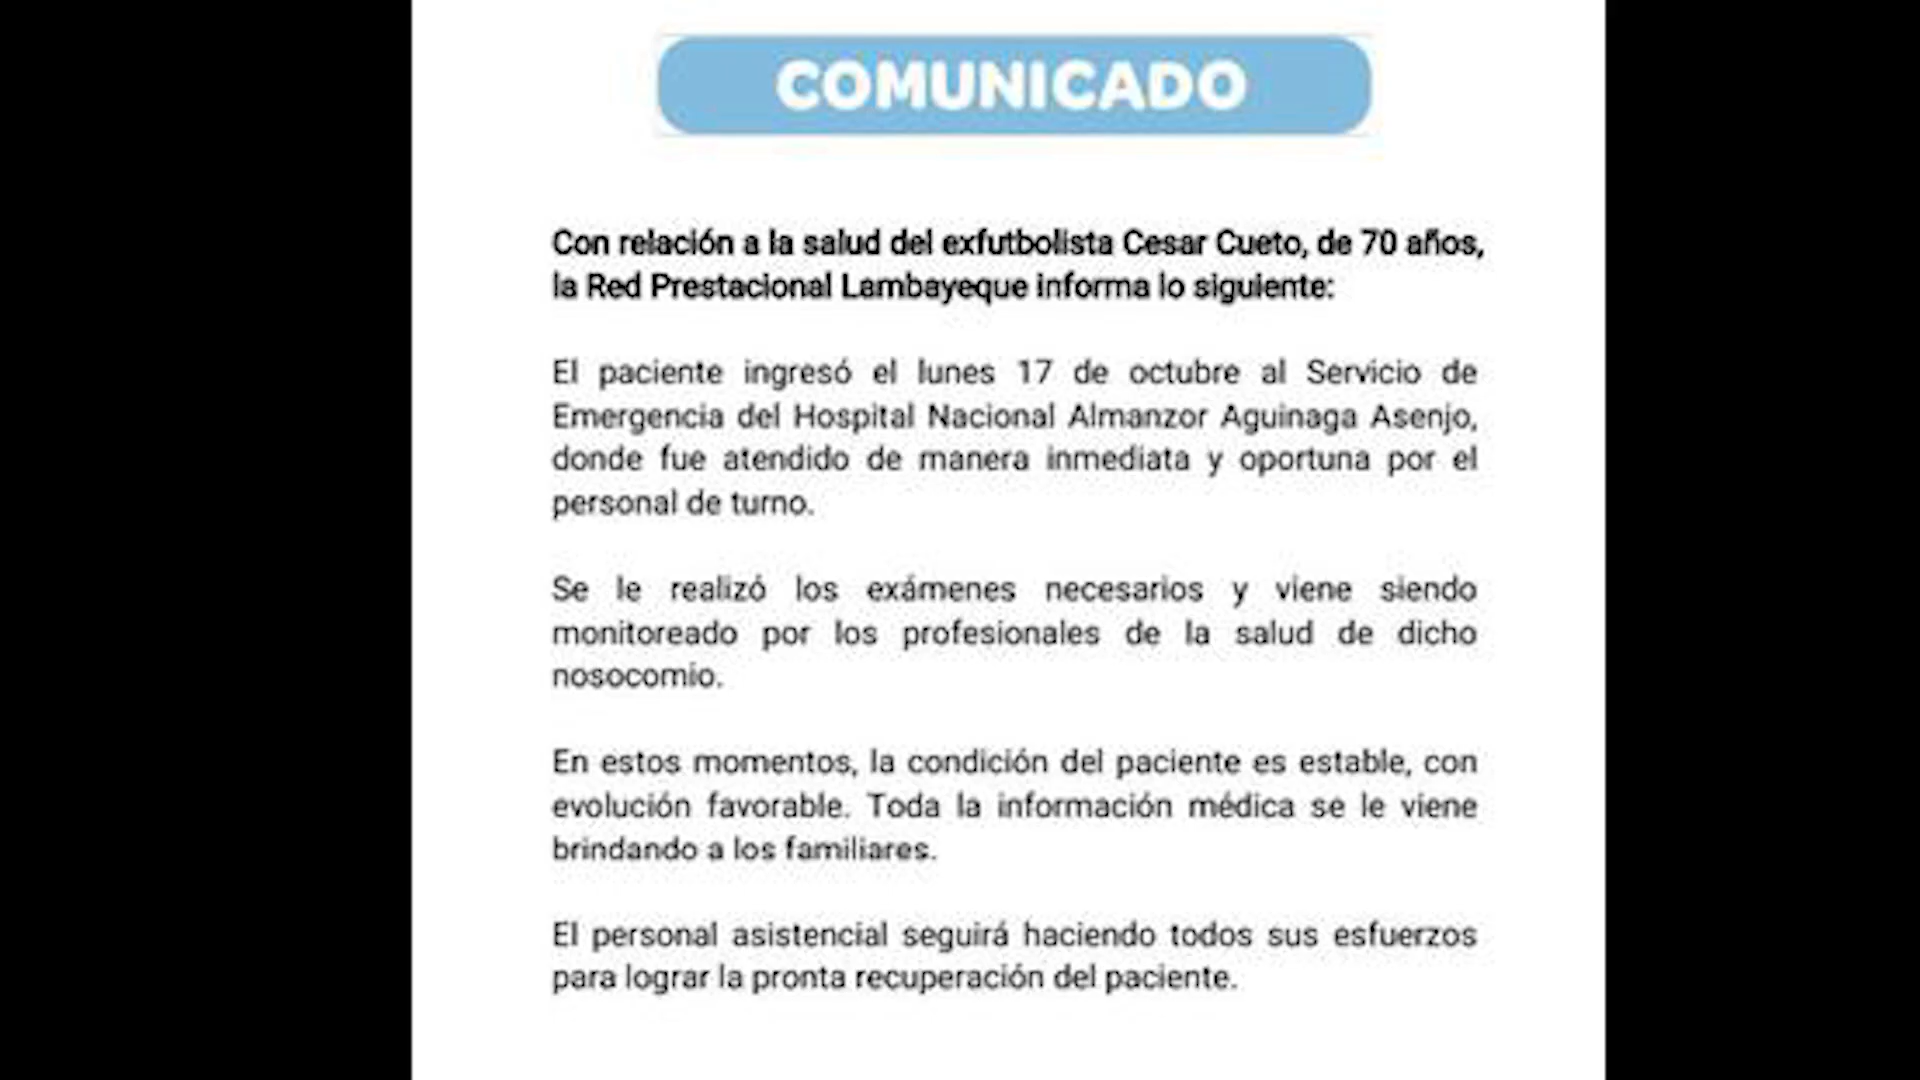 COMUNICADO
Con relación a la salud del exfutbolista Cesar Cueto, de 70 años,
la Red Prestacional Lambayeque informa lo siguiente:
El paciente ingresó el lunes 17 de octubre al Servicio de
Emergencia del Hospital Nacional Almanzor Aguinaga Asenjo,
donde fue atendido de manera inmediata y oportuna por el
personal de turno.
Se le realizó los exámenes necesarios y viene siendo
monitoreado por los profesionales de la salud de dicho
nosocomio.
En estos momentos, la condición del paciente es estable, con
evolución favorable. Toda la información médica se le viene
brindando a los familiares.
El personal asistencial seguirá haciendo todos sus esfuerzos
para lograr la pronta recuperación del paciente.